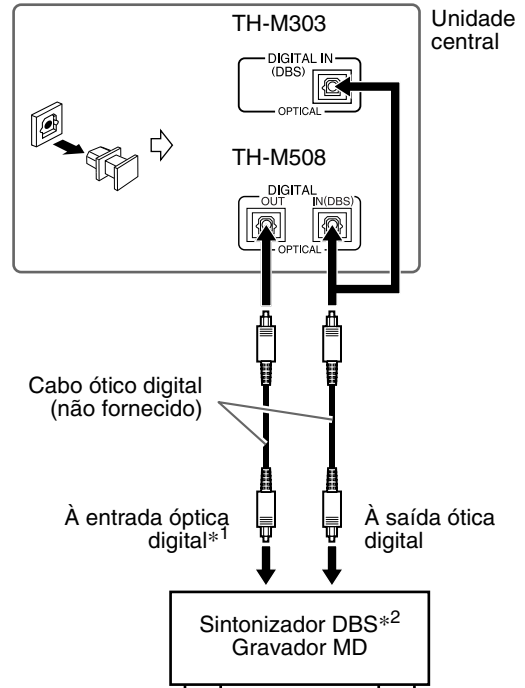 TH-M303
Unidade
central
DIGITAL IN
(DBS)
OPTICAL
TH-M508
DIGITAL
OUT IN(DBS)
OPTICAL
Cabo ótico digital
(não fornecido)
À entrada óptica
digital*1
À saída ótica
digital
Sintonizador DBS*2
Gravador MD